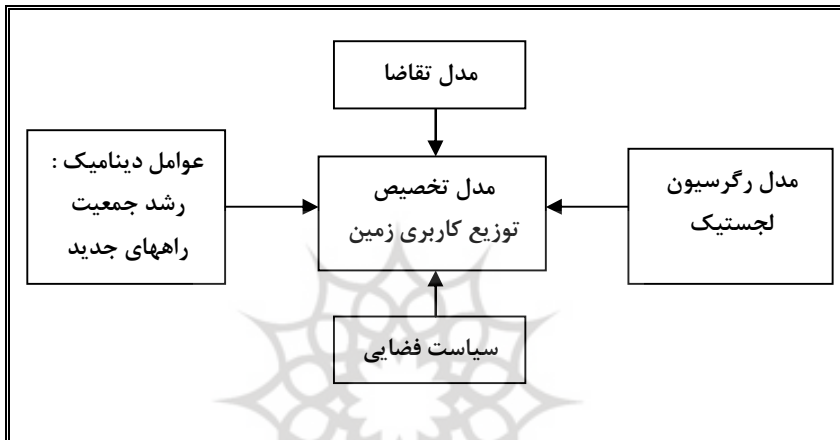 مدل تقاضا
عوامل دینامیک :
رشد جمعیت
راههای جدید
مدل تخصیص
توزیع کاربری زمین
مدل رگرسیون
لجستیک
سیاست فضایی